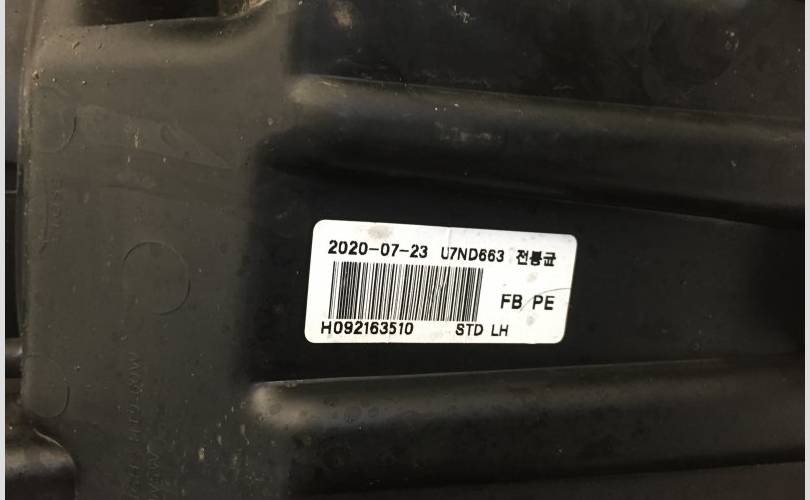 2020-07-23 U7ND663 전봉균
FB PE
H092163510 STD LH